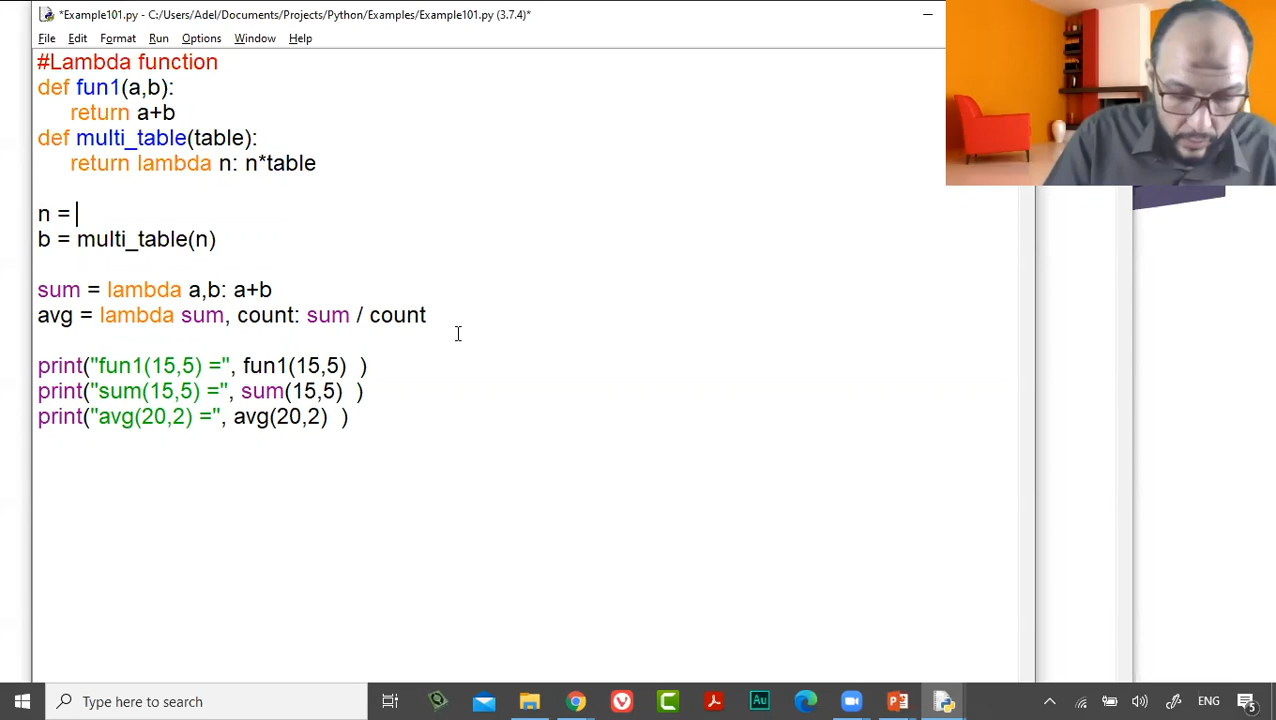 *Example101.py - C:/Users/Adel/Documents/Projects/Python/Examples/Example101.py (3.7.4)*
File Edit Format Run Options Window Help
#Lambda function
def fun1(a,b):
return a+b
def multi_table(table):
return lambda n: n*table
n =
b = multi_table(n)
sum = lambda a,b: a+b
avg = lambda sum, count: sum / count
print("fun1(15,5) =", fun1(15,5)  )
print("sum(15,5) =", sum(15,5)  )
print("avg(20,2) =", avg(20,2)  )
Type here to search
Au
ENG
5